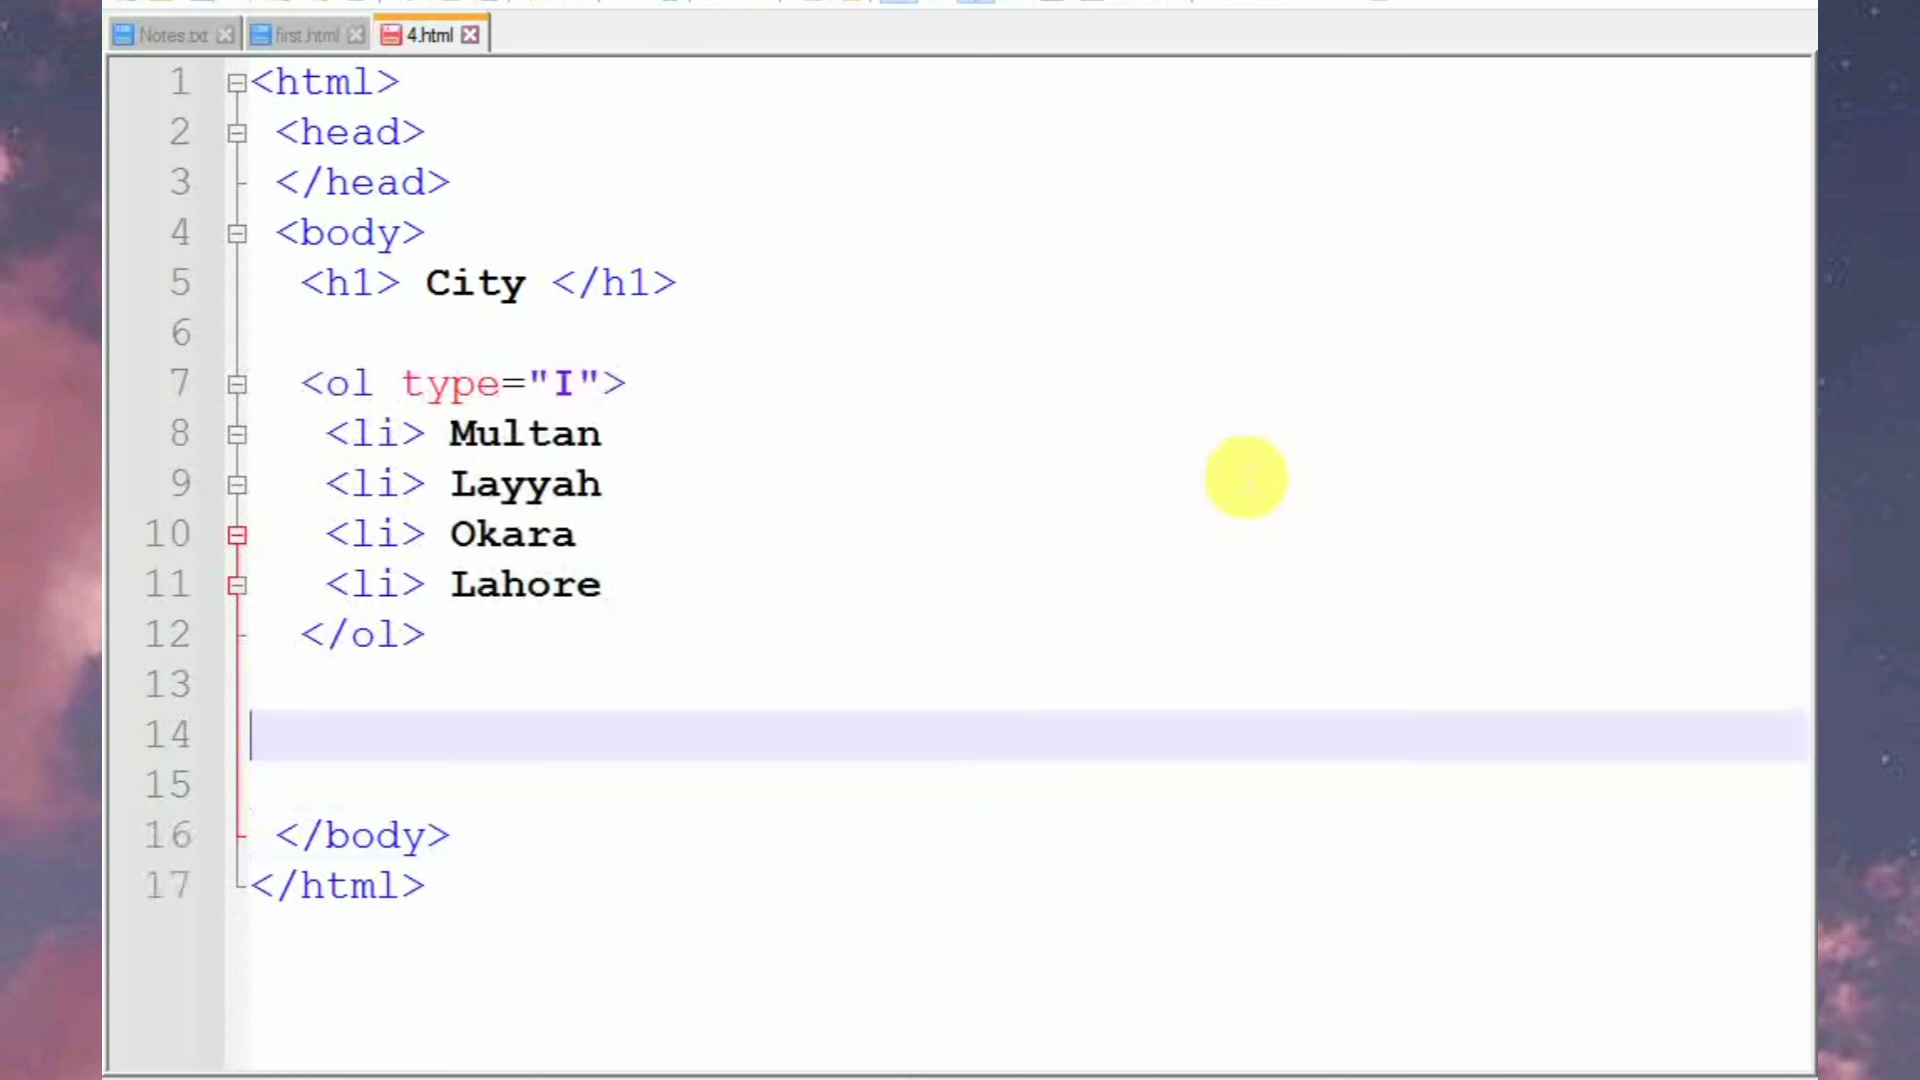 Notes.txt first.html 4.html
1 <html>
2 <head>
3 </head>
4 <body>
5 <h1> City </h1>
6
7 <ol type="I">
8 <li> Multan
9 <li> Layyah
10 <li> Okara
11 <li> Lahore
12 </ol>
13
14
15
16 </body>
17 </html>